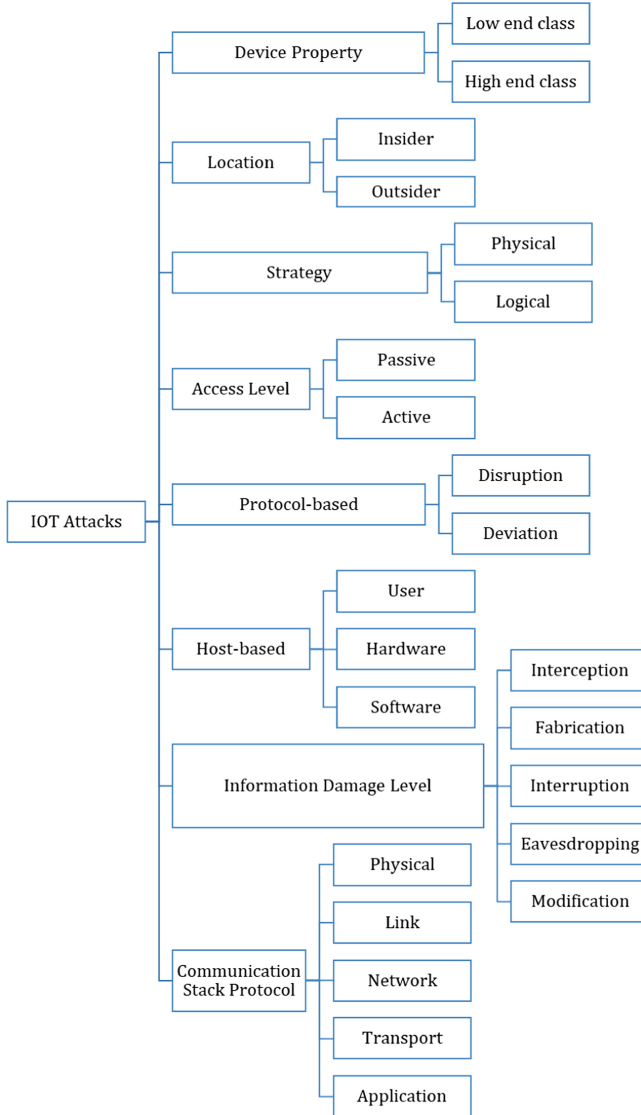 Low end class
Device Property
High end class
Insider
Location
Outsider
Physical
Strategy
Logical
Passive
Access Level
Active
Disruption
Protocol-based
IOT Attacks
Deviation
User
Host-based
Hardware
Interception
Software
Fabrication
Information Damage Level
Interruption
Eavesdropping
Physical
Modification
Link
Communication
Stack Protocol
Network
Transport
Application